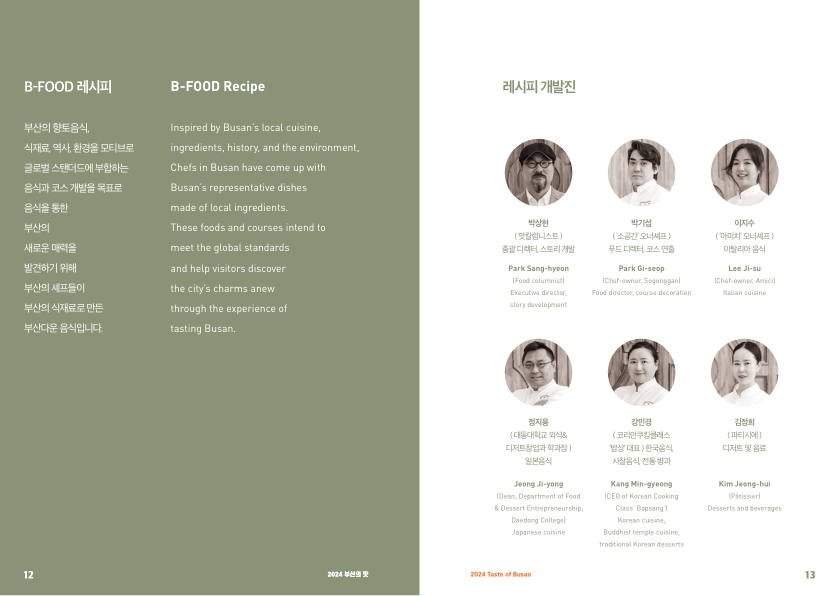 B-FOOD 레시피
부산의 향토음식,
식재료, 역사, 환경을 모티브로
글로벌 스탠더드에 부합하는
음식과 코스 개발을 목표로
음식을 통한
부산의
새로운 매력을
발견하기 위해
부산의 셰프들이
부산의 식재료로 만든
부산다운 음식입니다.
B-FOOD Recipe
Inspired by Busan's local cuisine,
ingredients, history, and the environment,
Chefs in Busan have come up with
Busan's representative dishes
made of local ingredients.
These foods and courses intend to
meet the global standards
and help visitors discover
the city's charms anew
through the experience of
tasting Busan.
12
2024 부산의 맛
레시피 개발진
박상현
( 맛칼럼니스트 )
총괄 디렉터, 스토리 개발
Park Sang-hyeon
(Food columnist)
Executive director,
story development
박기섭
( '소공간' 오너셰프 )
푸드 디렉터, 코스 연출
Park Gi-seop
(Chef-owner, Sogonggan)
Food director, course decoration
이지수
( '아미치' 오너셰프 )
이탈리아 음식
Lee Ji-su
(Chef-owner, Amici)
Italian cuisine
정지용
( 대동대학교 외식&
디저트창업과 학과장 )
일본음식
Jeong Ji-yong
(Dean, Department of Food
& Dessert Entrepreneurship,
Daedong College)
Japanese cuisine
강민경
( 코리안쿠킹클래스
'밥상' 대표 ) 한국음식,
사찰음식, 전통 병과
Kang Min-gyeong
(CEO of Korean Cooking
Class 'Bapsang')
Korean cuisine,
Buddhist temple cuisine,
traditional Korean desserts
김정희
( 파티시에 )
디저트 및 음료
Kim Jeong-hui
(Pâtissier)
Desserts and beverages
2024 Taste of Busan
13